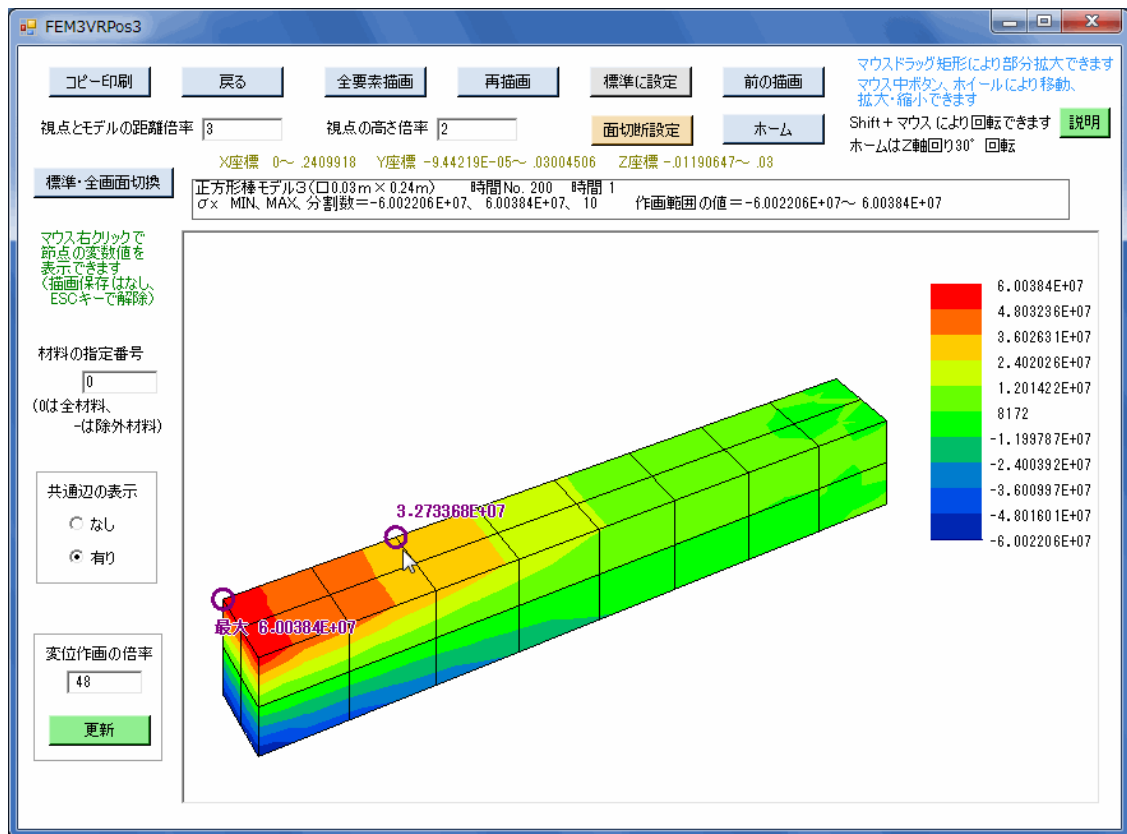 FEM3VRPos3
コピー印刷 戻る 全要素描画 再描画 標準に設定 前の描画
マウスドラッグ矩形により部分拡大できます
マウス中ボタン、ホイールにより移動、
拡大・縮小できます
視点とモデルの距離倍率 3 視点の高さ倍率 2 面切断設定 ホーム
Shift+マウスにより回転できます 説明
ホームはZ軸回り30° 回転
X座標 0~ .2409918 Y座標 -9.44219E-05~ .03004506 Z座標 -.01190647~ .03
標準・全画面切換
正方形棒モデル3(口0.03m×0.24m) 時間No. 200 時間 1
σx MIN、MAX、分割数=-6.002206E+07、 6.00384E+07、 10 作画範囲の値=-6.002206E+07~ 6.00384E+07
マウス右クリックで
節点の変数値を
表示できます
(描画保存はなし、
ESCキーで解除)
材料の指定番号
0
(0は全材料、
-は除外材料)
共通辺の表示
なし
有り
変位作画の倍率
48
更新
3.273368E+07
最大 6.00384E+07
6.00384E+07
4.803236E+07
3.602631E+07
2.402026E+07
1.201422E+07
8172
-1.199787E+07
-2.400392E+07
-3.600997E+07
-4.801601E+07
-6.002206E+07